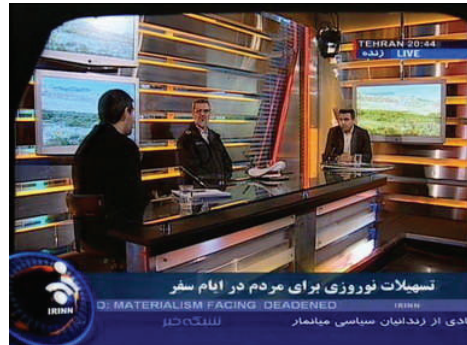 TEHRAN 20:44
زنده LIVE
تسهیلات نوروزی برای مردم در ایام سفر
D: MATERIALISM FACING DEADENED IRINN
IRINN
شبکه خبر
ادی از زندانیان سیاسی میانمار